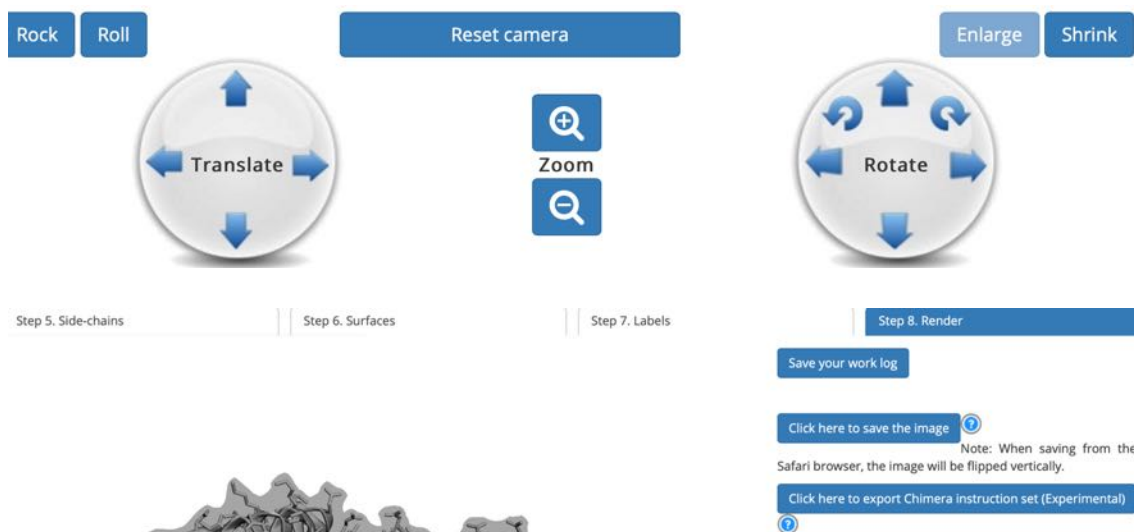 Rock Roll Reset camera Enlarge Shrink
Translate Zoom Rotate
Step 5. Side-chains Step 6. Surfaces Step 7. Labels Step 8. Render
Save your work log
Click here to save the image ?
Note: When saving from the
Safari browser, the image will be flipped vertically.
Click here to export Chimera instruction set (Experimental)
?